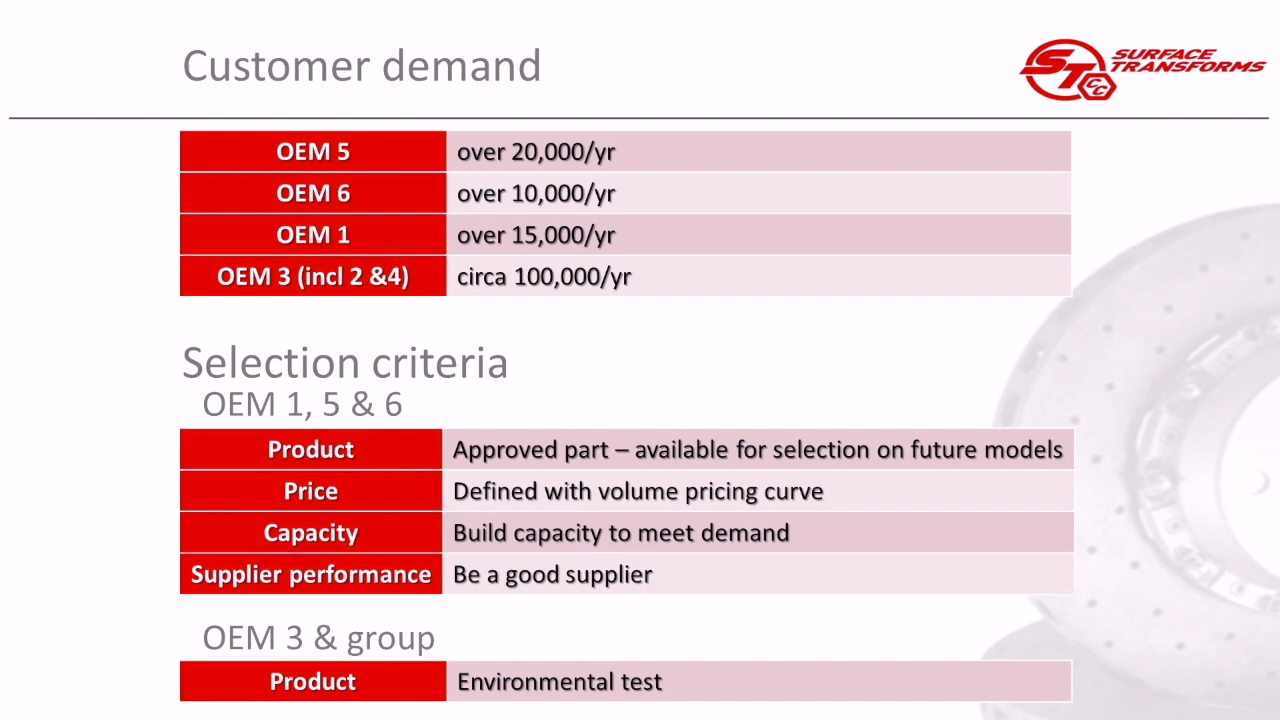 Customer demand
SURFACE
TRANSFORMS
ST
CC
OEM 5 over 20,000/yr
OEM 6 over 10,000/yr
OEM 1 over 15,000/yr
OEM 3 (incl 2 &4) circa 100,000/yr
Selection criteria
OEM 1, 5 & 6
Product Approved part – available for selection on future models
Price Defined with volume pricing curve
Capacity Build capacity to meet demand
Supplier performance Be a good supplier
OEM 3 & group
Product Environmental test